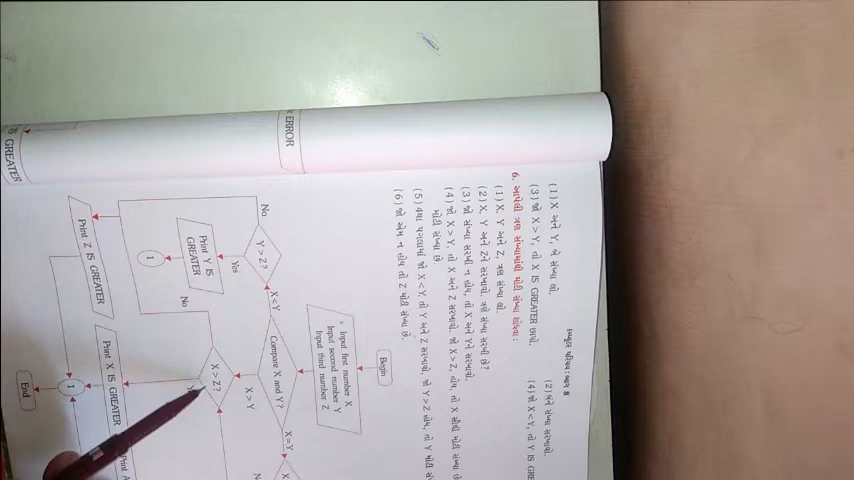 કમ્પ્યૂટર પરિચય : ભાગ 8
(1) X અને Y, બે સંખ્યા લો.
(2) બંને સંખ્યા સરખાવો.
(3) જો X > Y, તો X IS GREATER છાપો.
(4) જો X < Y, તો Y IS GRE
6. આપેલી ત્રણ સંખ્યામાંથી મોટી સંખ્યા શોધવા :
(1) X, Y અને Z, ત્રણ સંખ્યા લો.
(2) X, Y અને Zને સરખાવો. ત્રણે સંખ્યા સરખી છે?
(3) જો સંખ્યા સરખી ન હોય, તો X અને Yને સરખાવો.
(4) જો X > Y, તો X અને Z સરખાવો. જો X > Z, હોય, તો X સૌથી મોટી સંખ્યા છે
મોટી સંખ્યા છે.
(5) ચોથા પગલામાં જો X < Y, તો Y અને Z સરખાવો. જો Y > Z હોય, તો Y મોટી સં
(6) જો એમ ન હોય તો Z મોટી સંખ્યા છે.
Begin
Input first number X
Input second number Y
Input third number Z
Compare X and Y?
X < Y
X > Y
X = Y
Y > Z?
No
Yes
Print Y IS
GREATER
1
X > Z?
No
Print Z IS GREATER
Print X IS GREATER
Print A
1
End
ERROR
IS GREATER